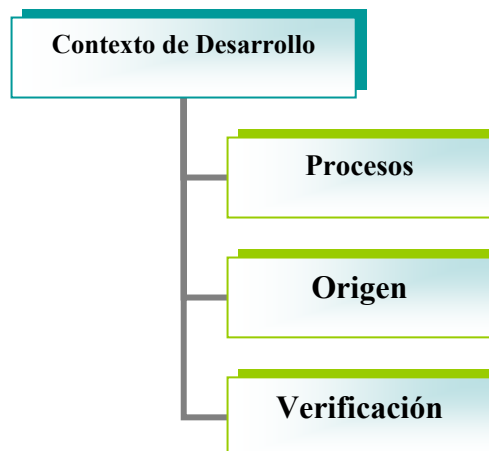 Contexto de Desarrollo
Procesos
Origen
Verificación